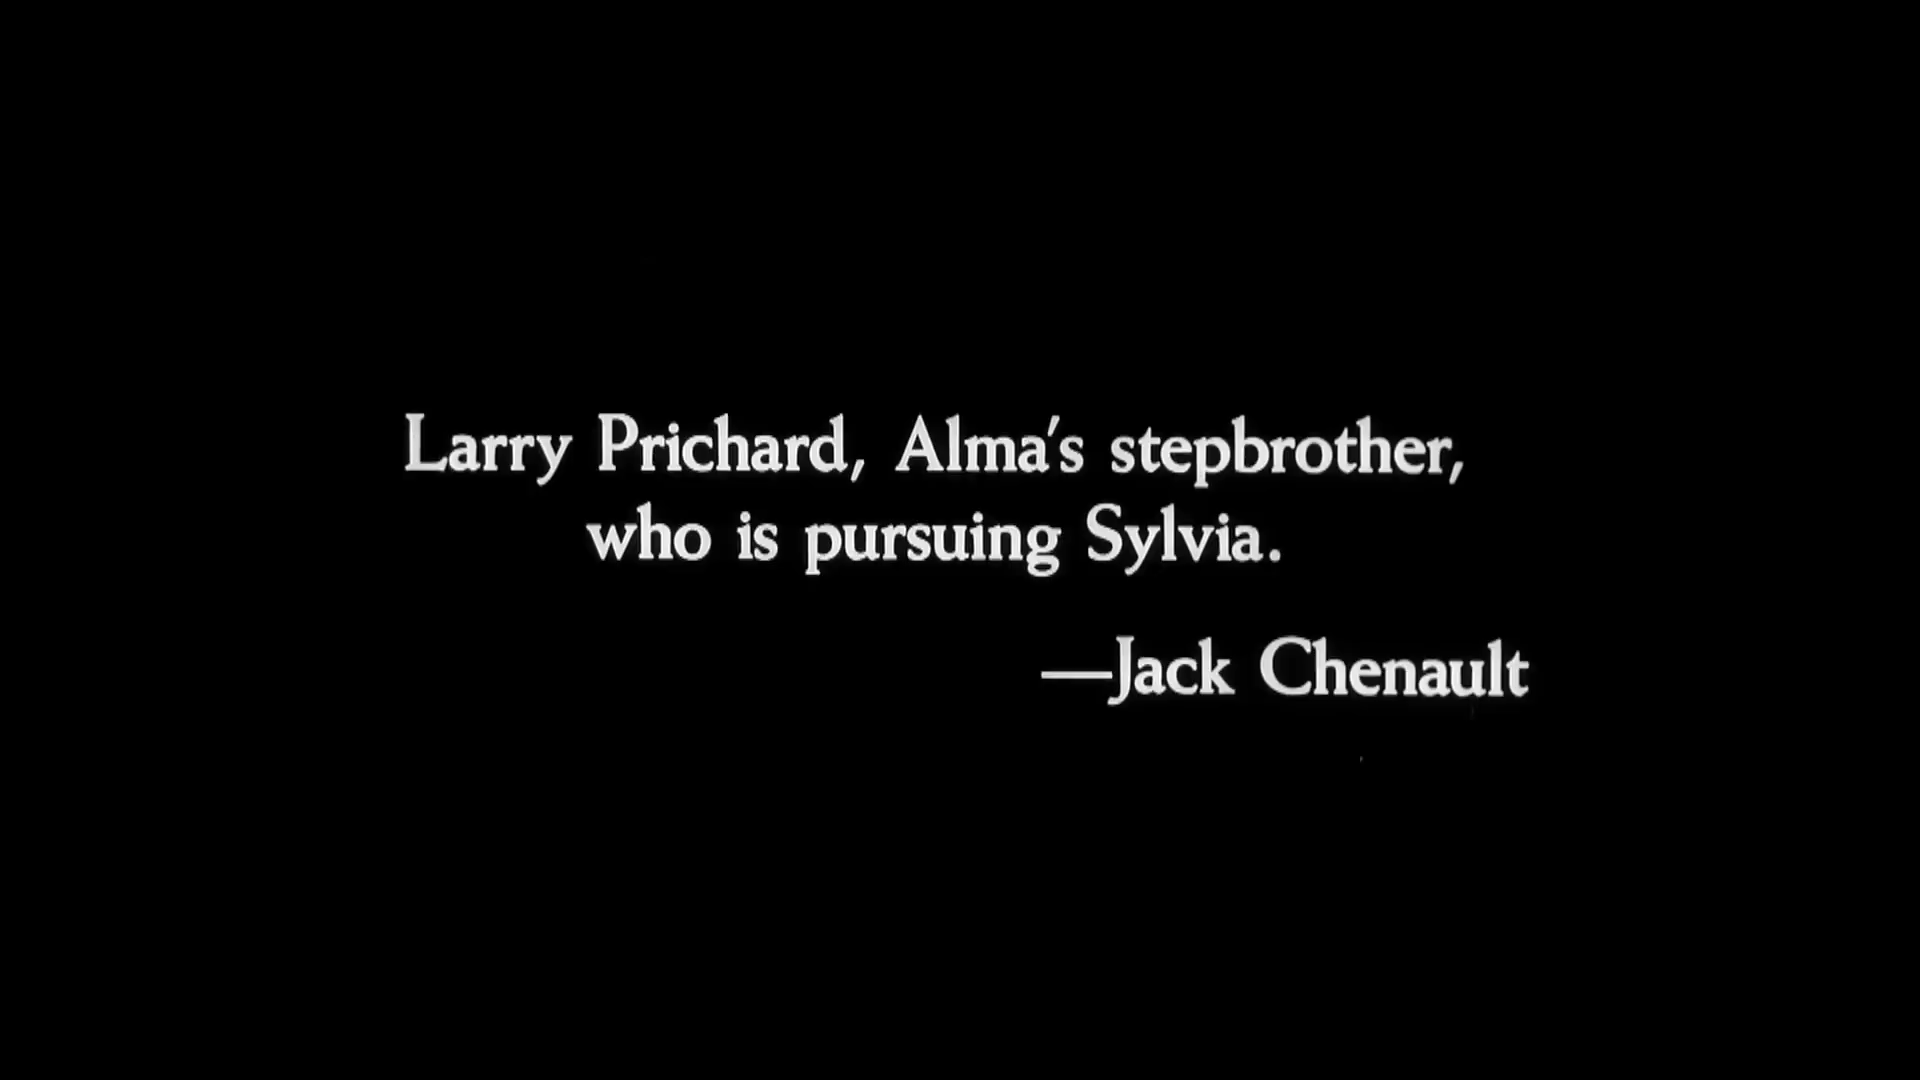 Larry Prichard, Alma's stepbrother,
who is pursuing Sylvia.
—Jack Chenault